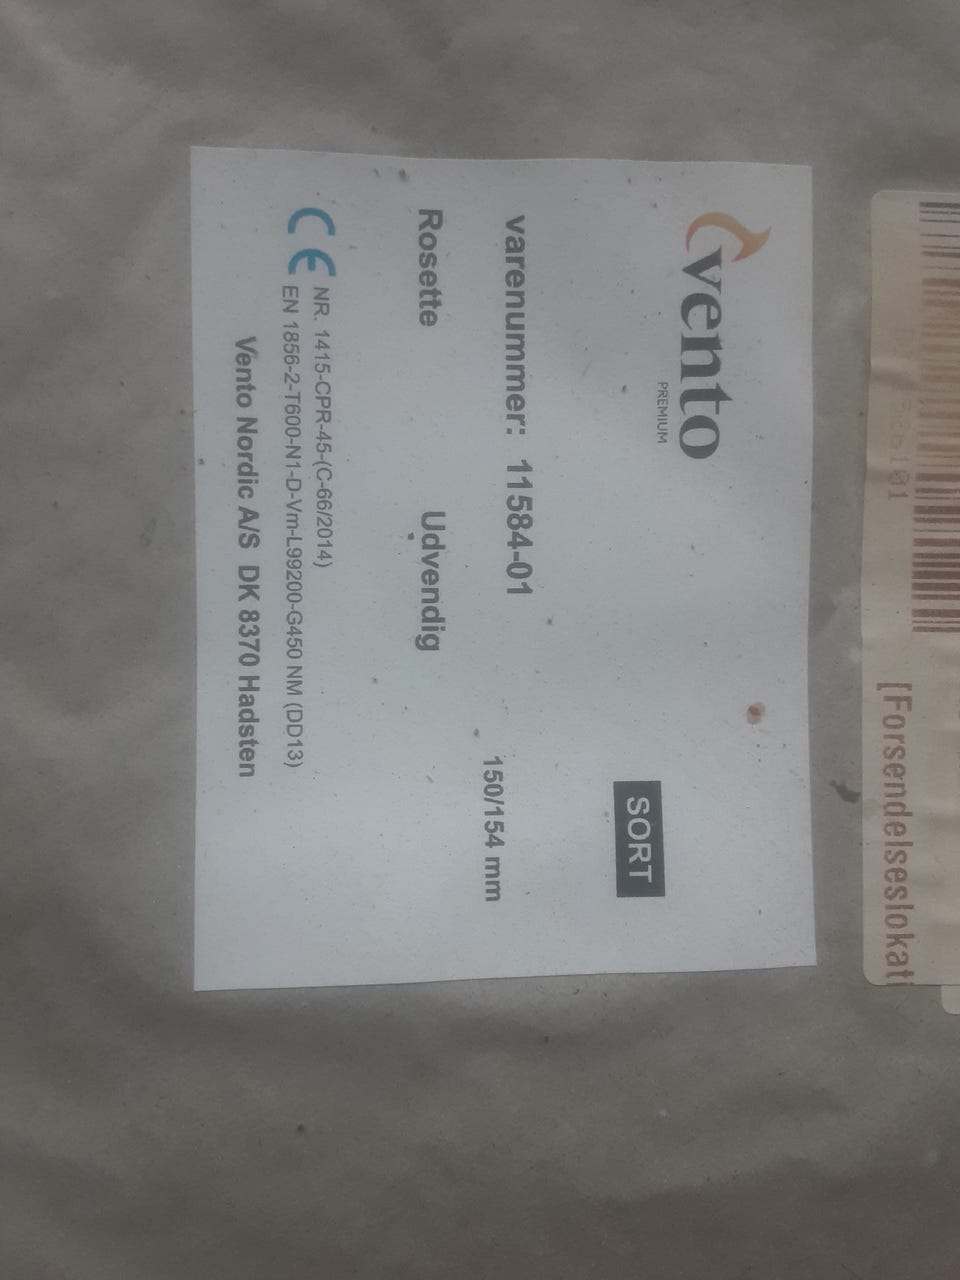 vento
PREMIUM
SORT
varenummer: 11584-01
150/154 mm
Rosette Udvendig
CE NR. 1415-CPR-45-(C-66/2014)
EN 1856-2-T600-N1-D-Vm-L99200-G450 NM (DD13)
Vento Nordic A/S DK 8370 Hadsten
[Forsendelseslokati